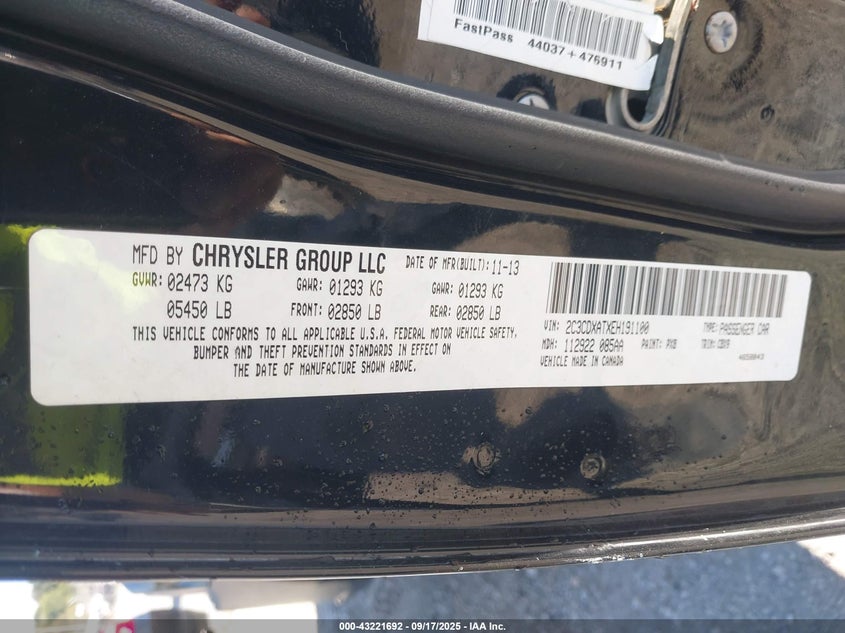 FastPass 44037 + 476911
MFD BY CHRYSLER GROUP LLC
DATE OF MFR(BUILT): 11-13
GVWR: 02473 KG GAWR: 01293 KG GAWR: 01293 KG
05450 LB FRONT: 02850 LB REAR: 02850 LB
THIS VEHICLE CONFORMS TO ALL APPLICABLE U.S.A. FEDERAL MOTOR VEHICLE SAFETY,
BUMPER AND THEFT PREVENTION STANDARDS IN EFFECT ON
THE DATE OF MANUFACTURE SHOWN ABOVE.
VIN: 2C3CDXATXEH191100 TYPE: PASSENGER CAR
MDH: 112922 085AA PAINT: PX8 TRIM: CDX9
VEHICLE MADE IN CANADA
000-43221692 - 09/17/2025 - IAA Inc.